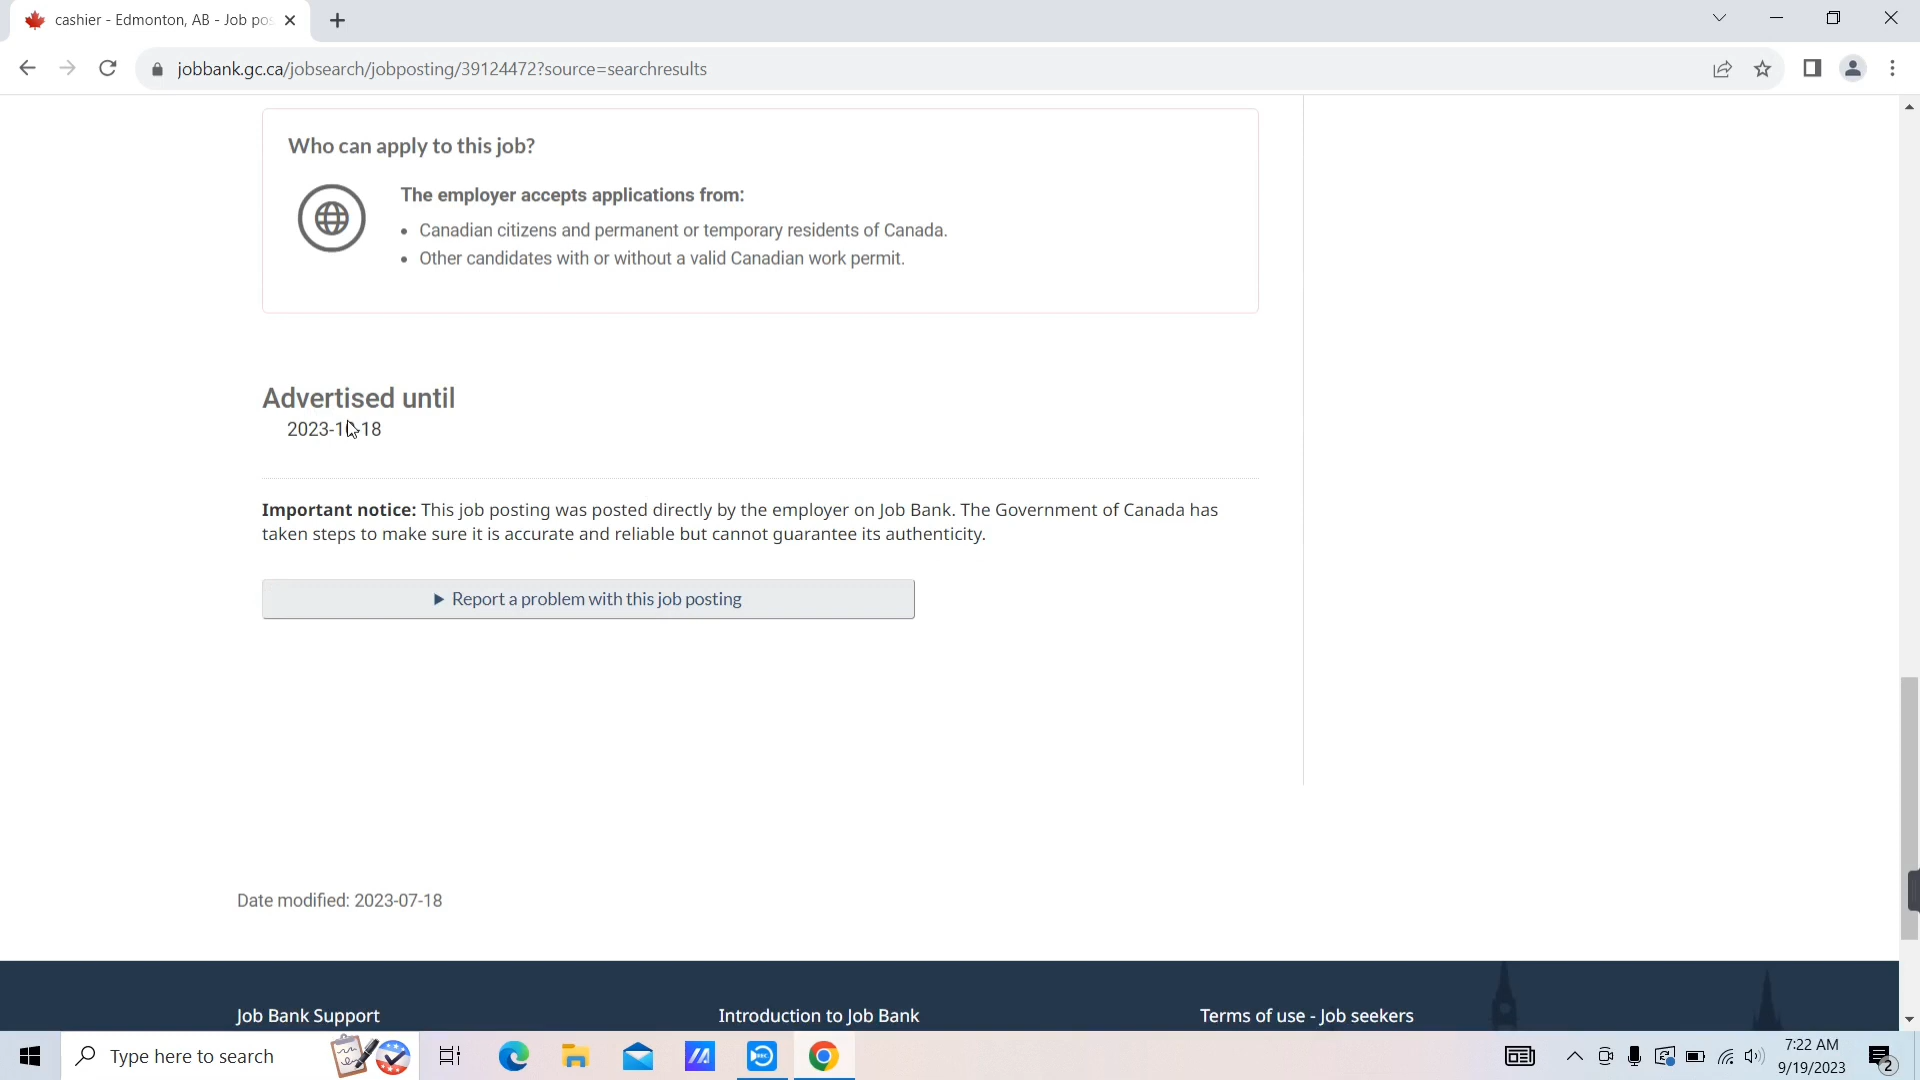 cashier - Edmonton, AB - Job pos
jobbank.gc.ca/jobsearch/jobposting/39124472?source=searchresults
Who can apply to this job?
The employer accepts applications from:
Canadian citizens and permanent or temporary residents of Canada.
Other candidates with or without a valid Canadian work permit.
Advertised until
Important notice: This job posting was posted directly by the employer on Job Bank. The Government of Canada has
taken steps to make sure it is accurate and reliable but cannot guarantee its authenticity.
Report a problem with this job posting
Date modified: 2023-07-18
Job Bank Support
Introduction to Job Bank
Terms of use - Job seekers
Type here to search
7:22 AM
9/19/2023
2